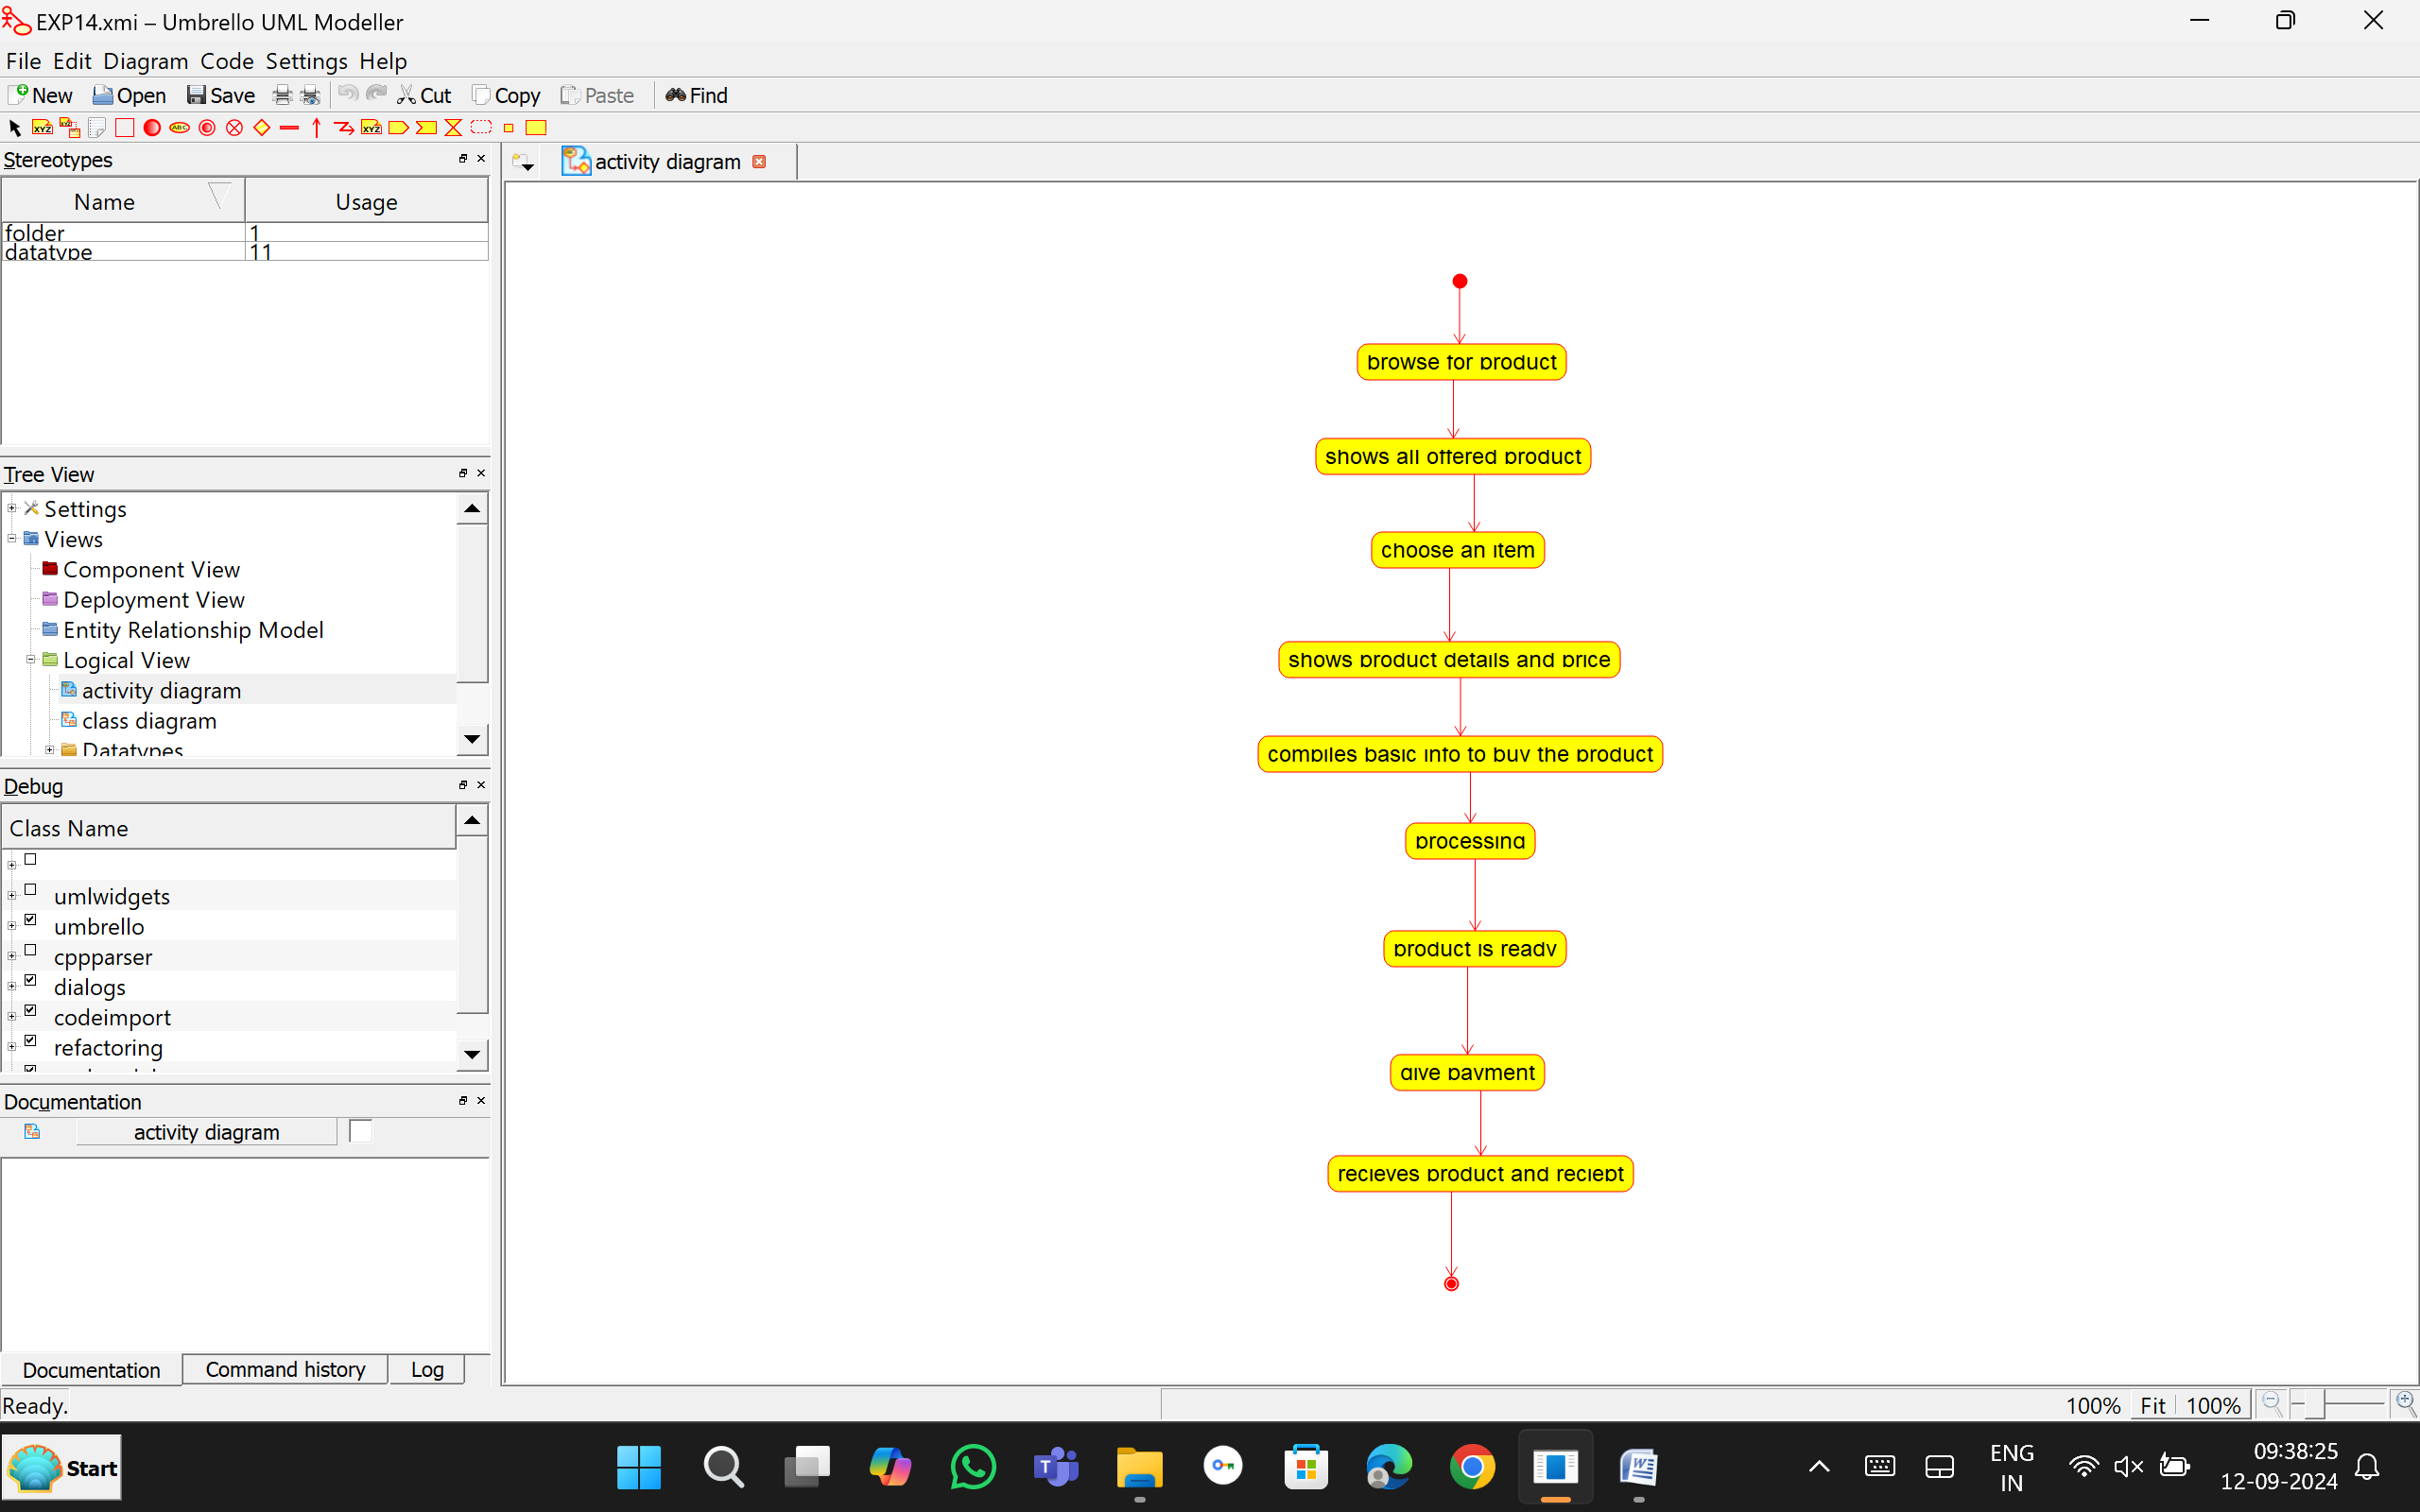 EXP14.xmi – Umbrello UML Modeller
File Edit Diagram Code Settings Help
New Open Save Cut Copy Paste Find
Stereotypes
activity diagram
Name Usage
folder 1
datatype 11
browse for product
shows all offered product
Tree View
Settings
Views
Component View
Deployment View
Entity Relationship Model
Logical View
activity diagram
class diagram
Datatypes
choose an item
shows product details and price
compiles basic info to buy the product
Debug
Class Name
umlwidgets
umbrello
cppparser
dialogs
codeimport
refactoring
processing
product is ready
give payment
Documentation
activity diagram
recieves product and reciept
Documentation Command history Log
Ready.
100% Fit 100%
Start
ENG
IN
09:38:25
12-09-2024